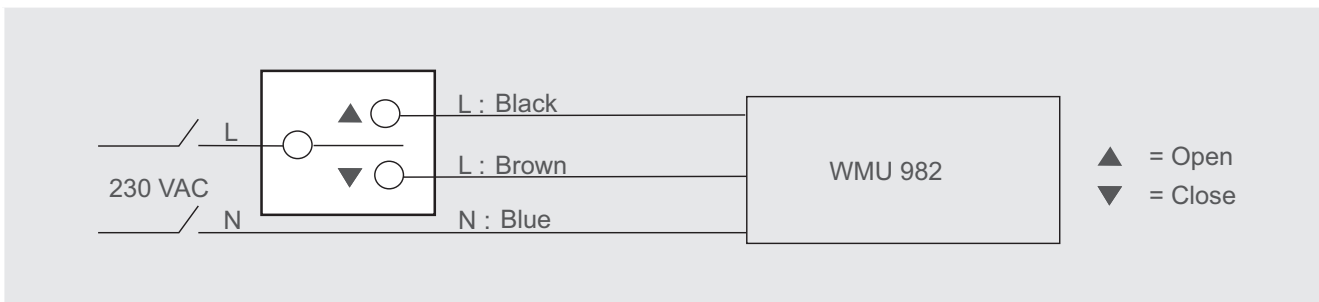 L : Black
L
▲ = Open
L : Brown
WMU 982
230 VAC
▼ = Close
N
N : Blue